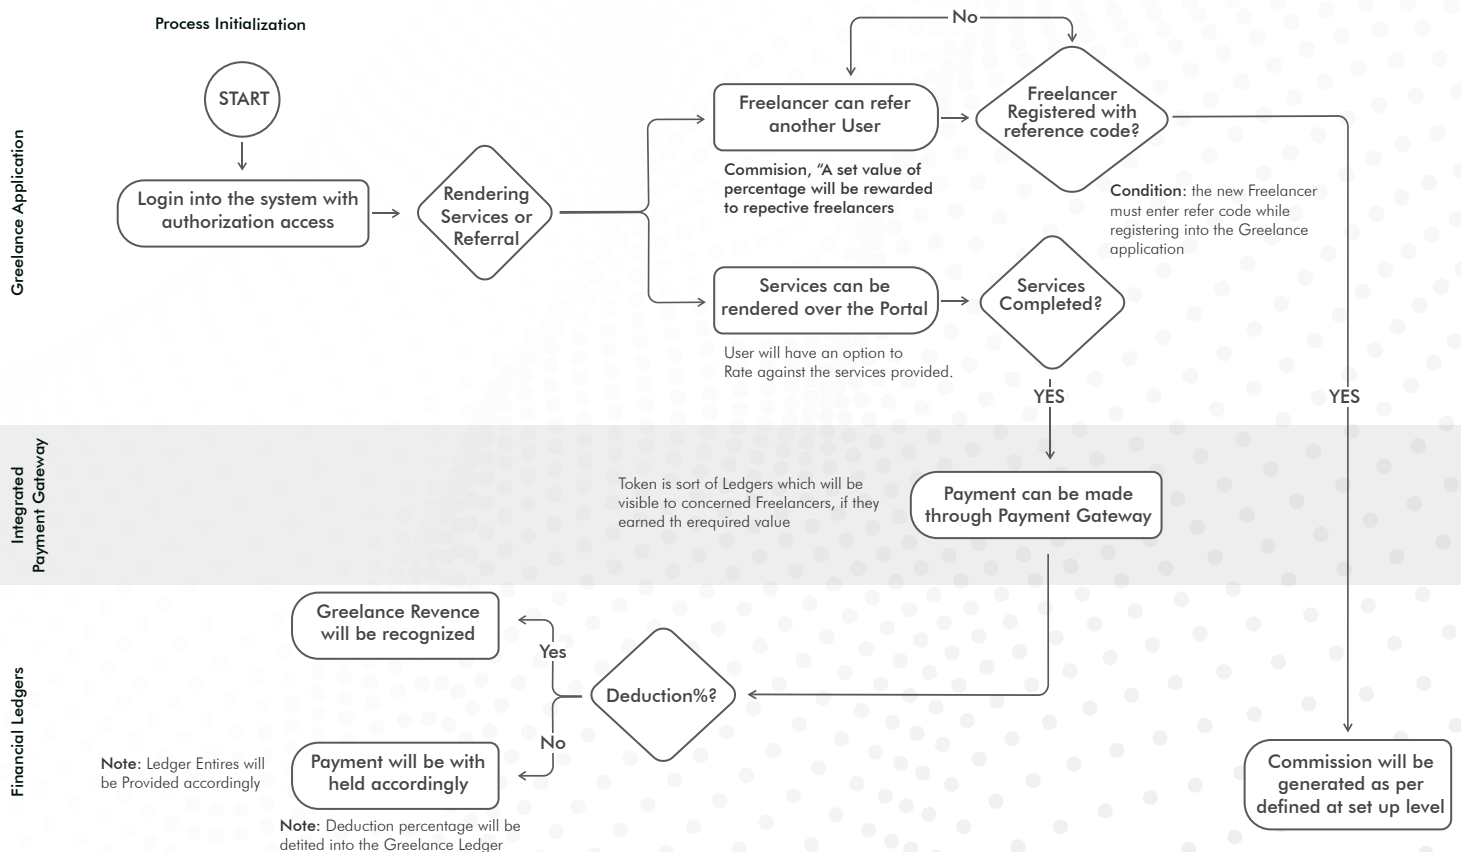 Process Initialization
START
Greelance Application
Login into the system with
authorization access
Rendering
Services or
Referral
No
Freelancer can refer
another User
Commision, “A set value of
percentage will be rewarded
to repective freelancers
Freelancer
Registered with
reference code?
Condition: the new Freelancer
must enter refer code while
registering into the Greelance
application
Services can be
rendered over the Portal
User will have an option to
Rate against the services provided.
Services
Completed?
YES
YES
Integrated
Payment Gateway
Token is sort of Ledgers which will be
visible to concerned Freelancers, if they
earned th erequired value
Payment can be made
through Payment Gateway
Financial Ledgers
Greelance Revence
will be recognized
Yes
Deduction%?
No
Payment will be with
held accordingly
Note: Ledger Entires will
be Provided accordingly
Note: Deduction percentage will be
detited into the Greelance Ledger
Commission will be
generated as per
defined at set up level